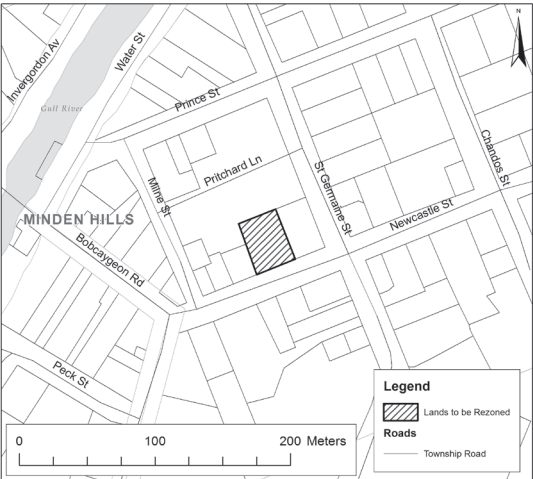 N
Invergordon Av
Water St
Gull River
Prince St
Pritchard Ln
Milne St
St Germaine St
Chandos St
Newcastle St
MINDEN HILLS
Bobcaygeon Rd
Peck St
Legend
Lands to be Rezoned
Roads
Township Road
0 100 200 Meters